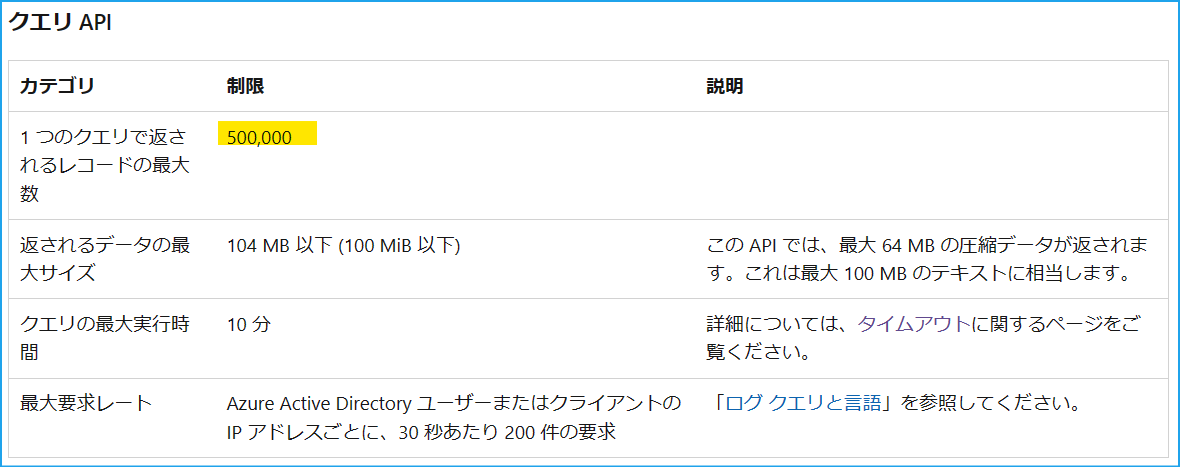 クエリ API
カテゴリ 制限 説明
1 つのクエリで返さ
れるレコードの最大
数
500,000
返されるデータの最
大サイズ
104 MB 以下 (100 MiB 以下)
この API では、最大 64 MB の圧縮データが返されま
す。これは最大 100 MB のテキストに相当します。
クエリの最大実行時
間
10 分
詳細については、タイムアウトに関するページをご
覧ください。
最大要求レート
Azure Active Directory ユーザーまたはクライアントの
IP アドレスごとに、30 秒あたり 200 件の要求
「ログ クエリと言語」を参照してください。